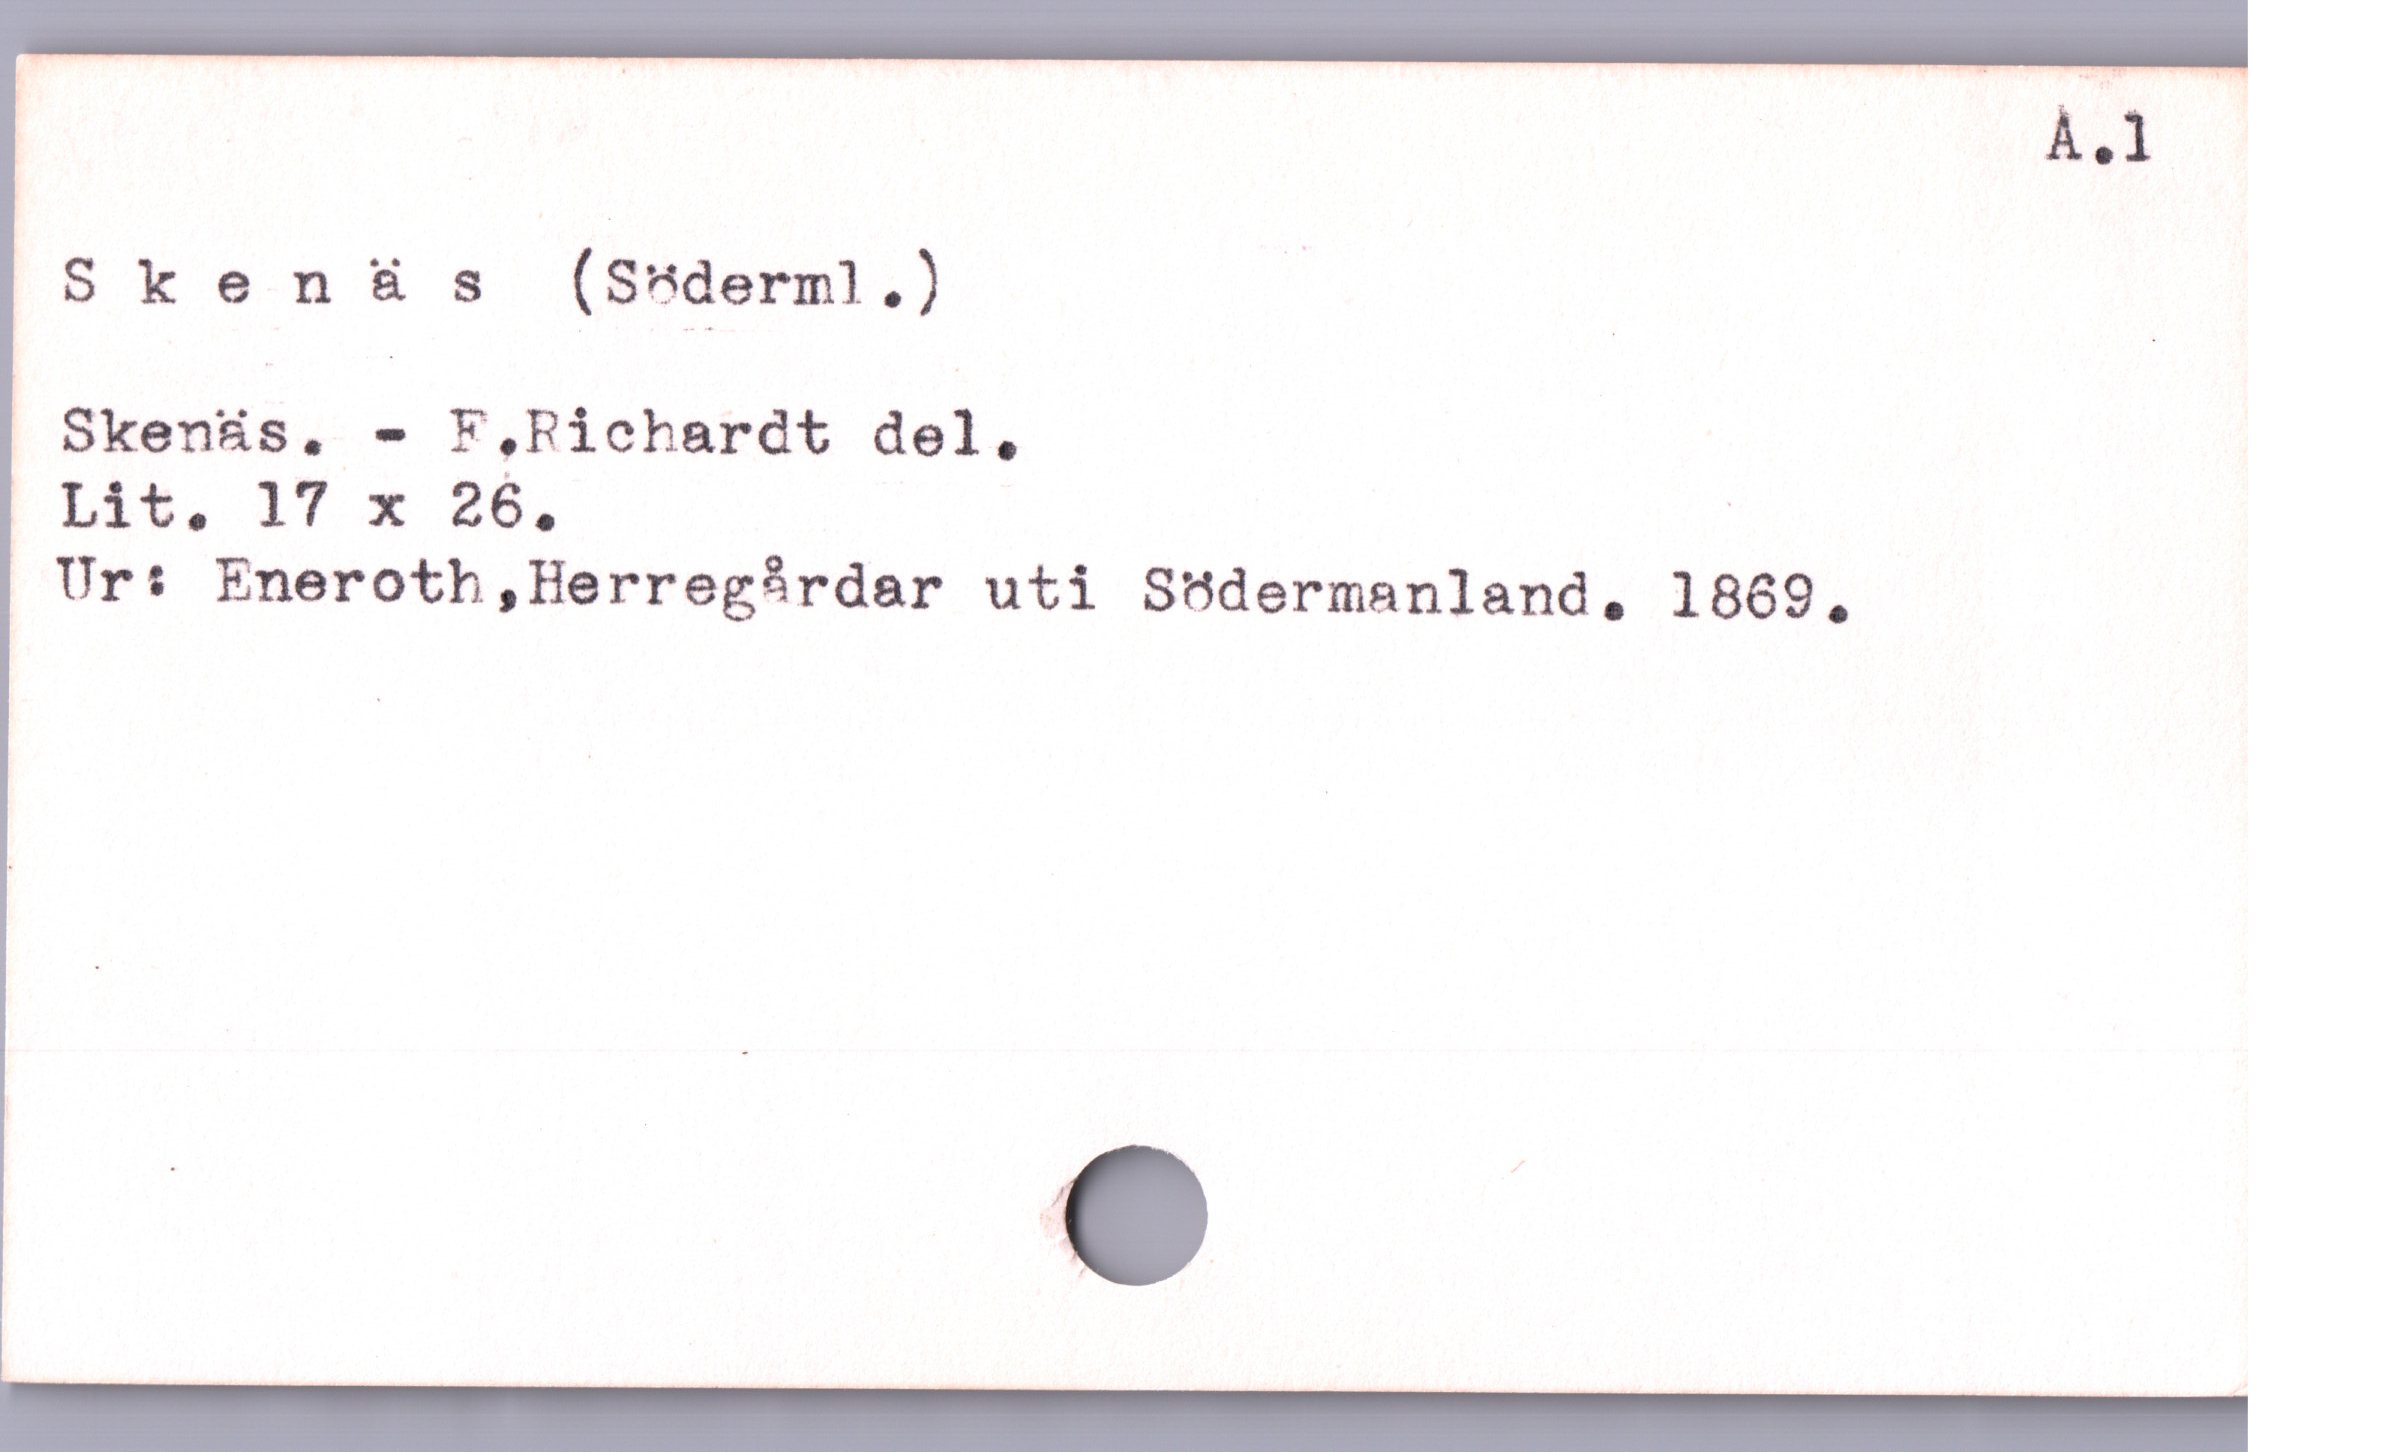 A.1
S k e n ä s (Söderml.)
Skenäs. - F.Richardt del.
Lit. 17 x 26.
Ur: Eneroth,Herregårdar uti Södermanland. 1869.